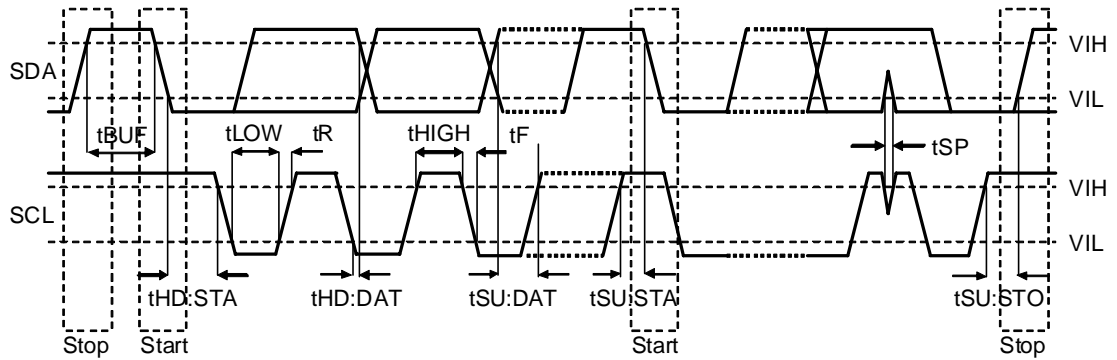 SDA
VIH
VIL
tBUF
tLOW
tR
tHIGH
tF
tSP
SCL
VIH
VIL
tHD:STA
tHD:DAT
tSU:DAT
tSU:STA
tSU:STO
Stop
Start
Start
Stop